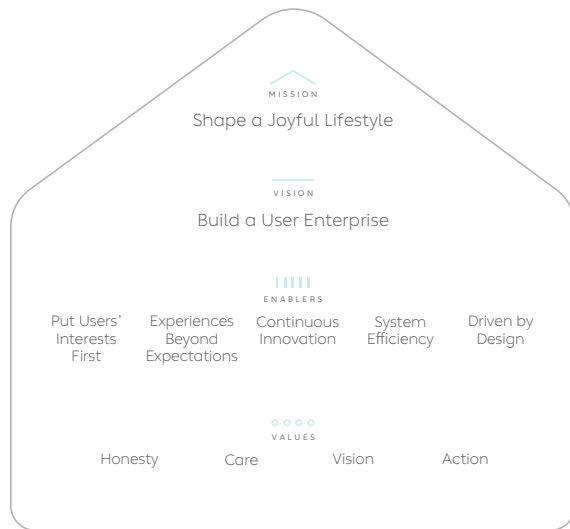 MISSION
Shape a Joyful Lifestyle
VISION
Build a User Enterprise
ENABLERS
Put Users’
Interests
First
Experiences
Beyond
Expectations
Continuous
Innovation
System
Efficiency
Driven by
Design
VALUES
Honesty
Care
Vision
Action